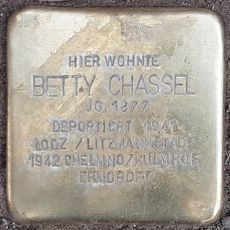 HIER WOHNTE
BETTY CHASSEL
JG. 1877
DEPORTIERT 1941
LODZ / LITZMANNSTADT
1942 CHELMNO/KULMHOF
ERMORDET